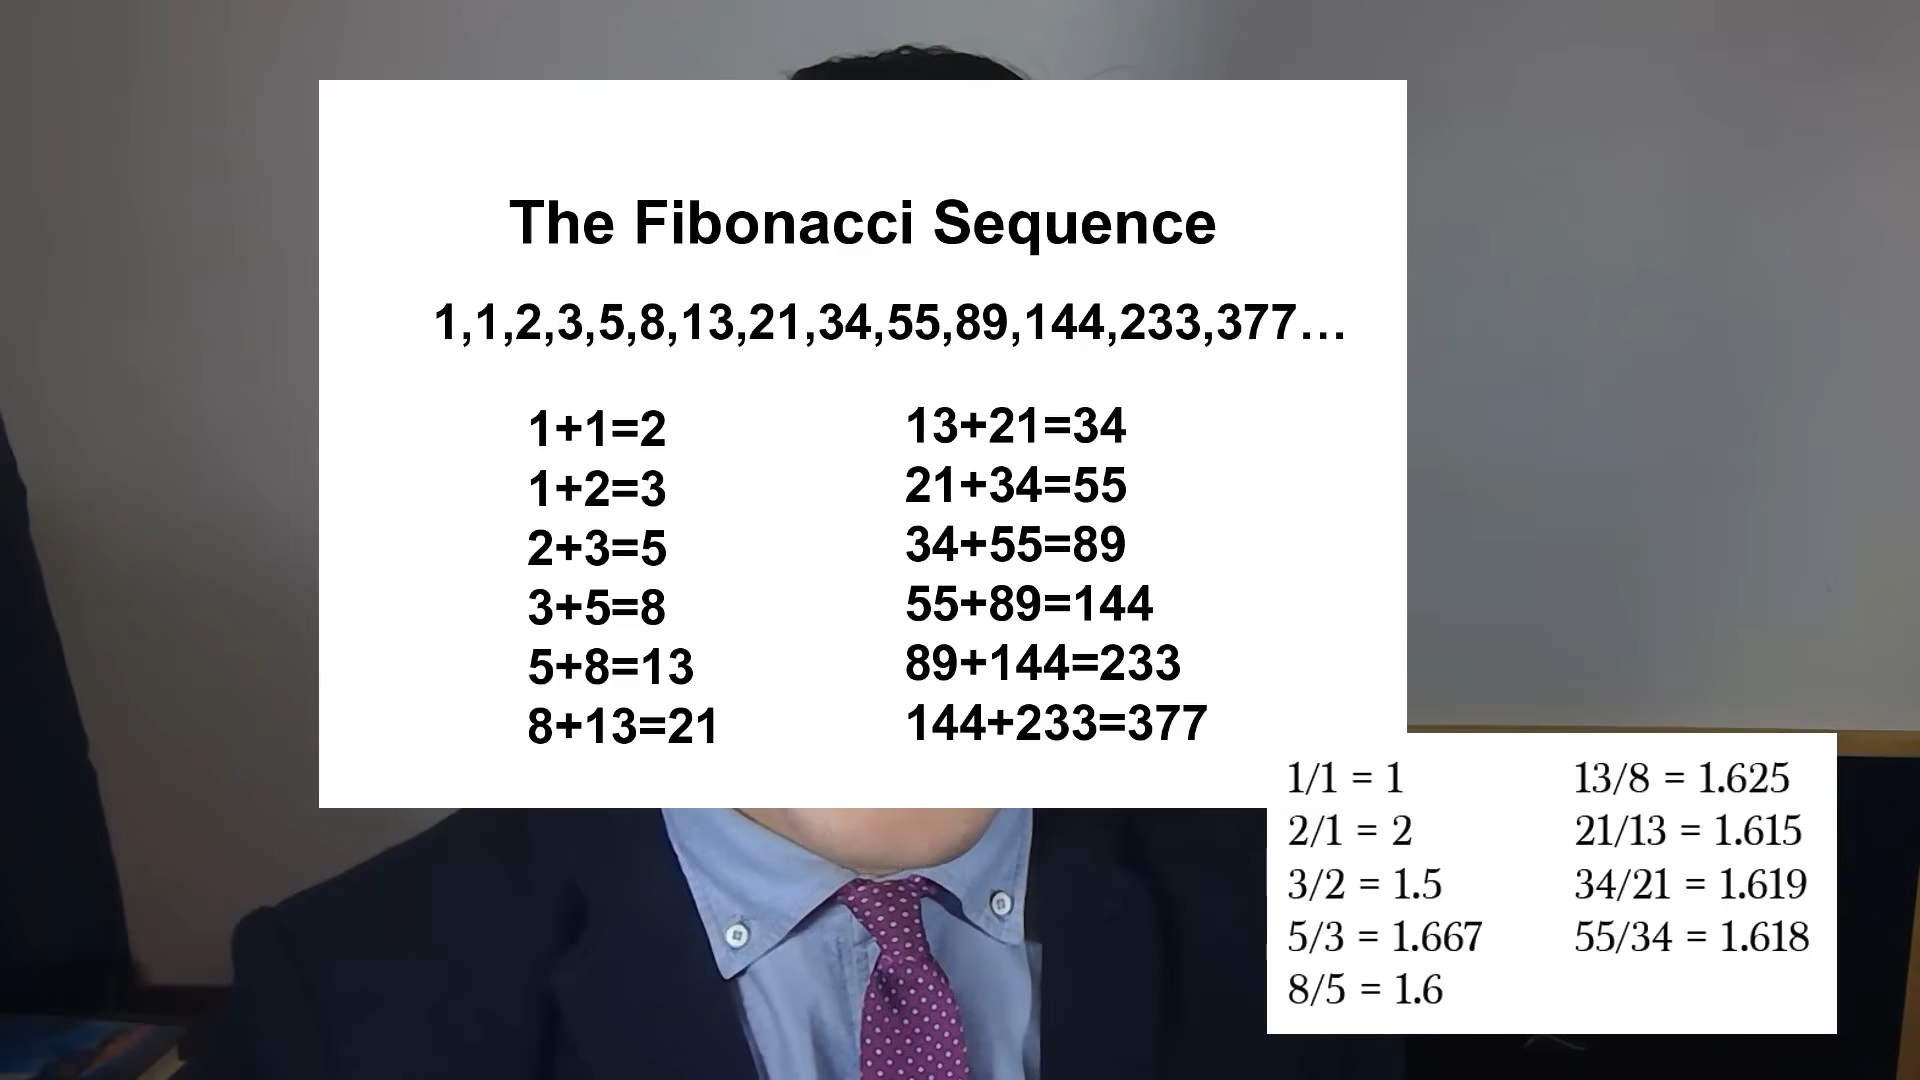 The Fibonacci Sequence
1,1,2,3,5,8,13,21,34,55,89,144,233,377…
1+1=2
1+2=3
2+3=5
3+5=8
5+8=13
8+13=21
13+21=34
21+34=55
34+55=89
55+89=144
89+144=233
144+233=377
1/1 = 1
2/1 = 2
3/2 = 1.5
5/3 = 1.667
8/5 = 1.6
13/8 = 1.625
21/13 = 1.615
34/21 = 1.619
55/34 = 1.618